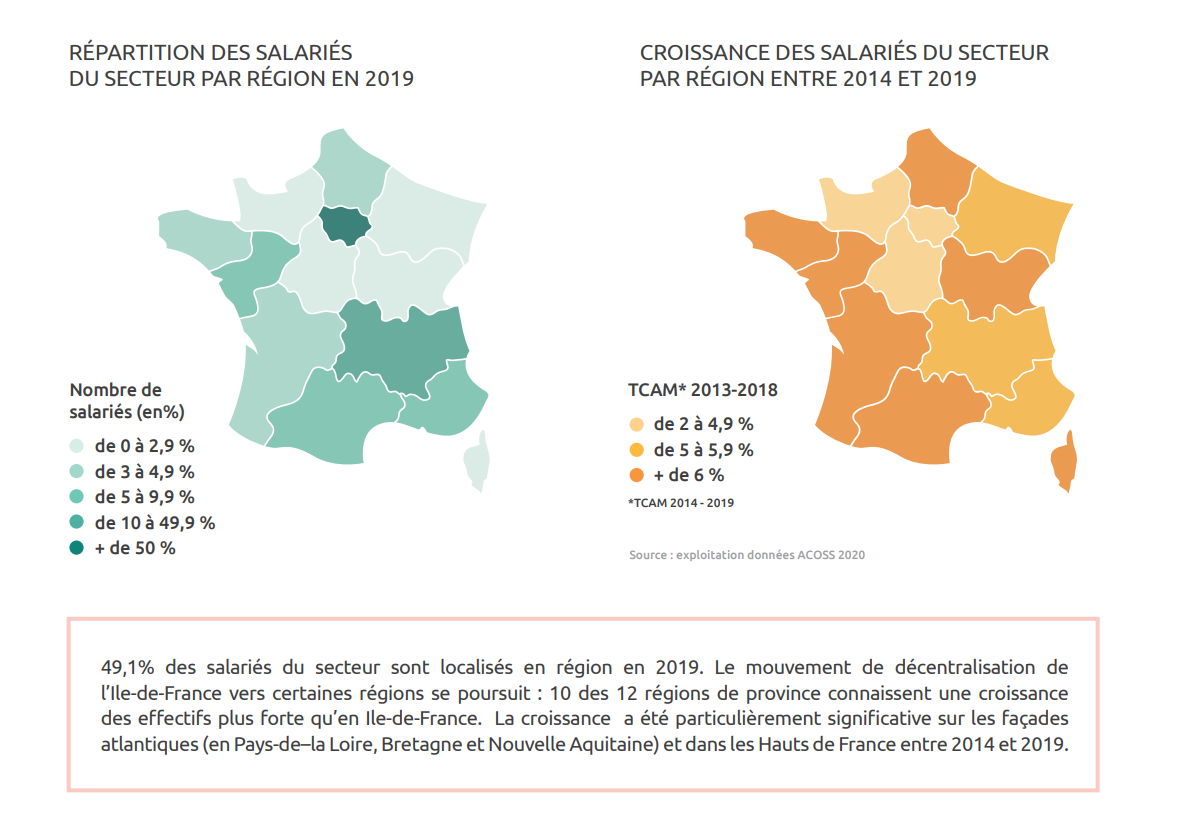 RÉPARTITION DES SALARIÉS
DU SECTEUR PAR RÉGION EN 2019
CROISSANCE DES SALARIÉS DU SECTEUR
PAR RÉGION ENTRE 2014 ET 2019
Nombre de
salariés (en%)
de 0 à 2,9 %
de 3 à 4,9 %
de 5 à 9,9 %
de 10 à 49,9 %
+ de 50 %
TCAM* 2013-2018
de 2 à 4,9 %
de 5 à 5,9 %
+ de 6 %
*TCAM 2014 - 2019
Source : exploitation données ACOSS 2020
49,1% des salariés du secteur sont localisés en région en 2019. Le mouvement de décentralisation de
l’Ile-de-France vers certaines régions se poursuit : 10 des 12 régions de province connaissent une croissance
des effectifs plus forte qu’en Ile-de-France. La croissance a été particulièrement significative sur les façades
atlantiques (en Pays-de–la Loire, Bretagne et Nouvelle Aquitaine) et dans les Hauts de France entre 2014 et 2019.